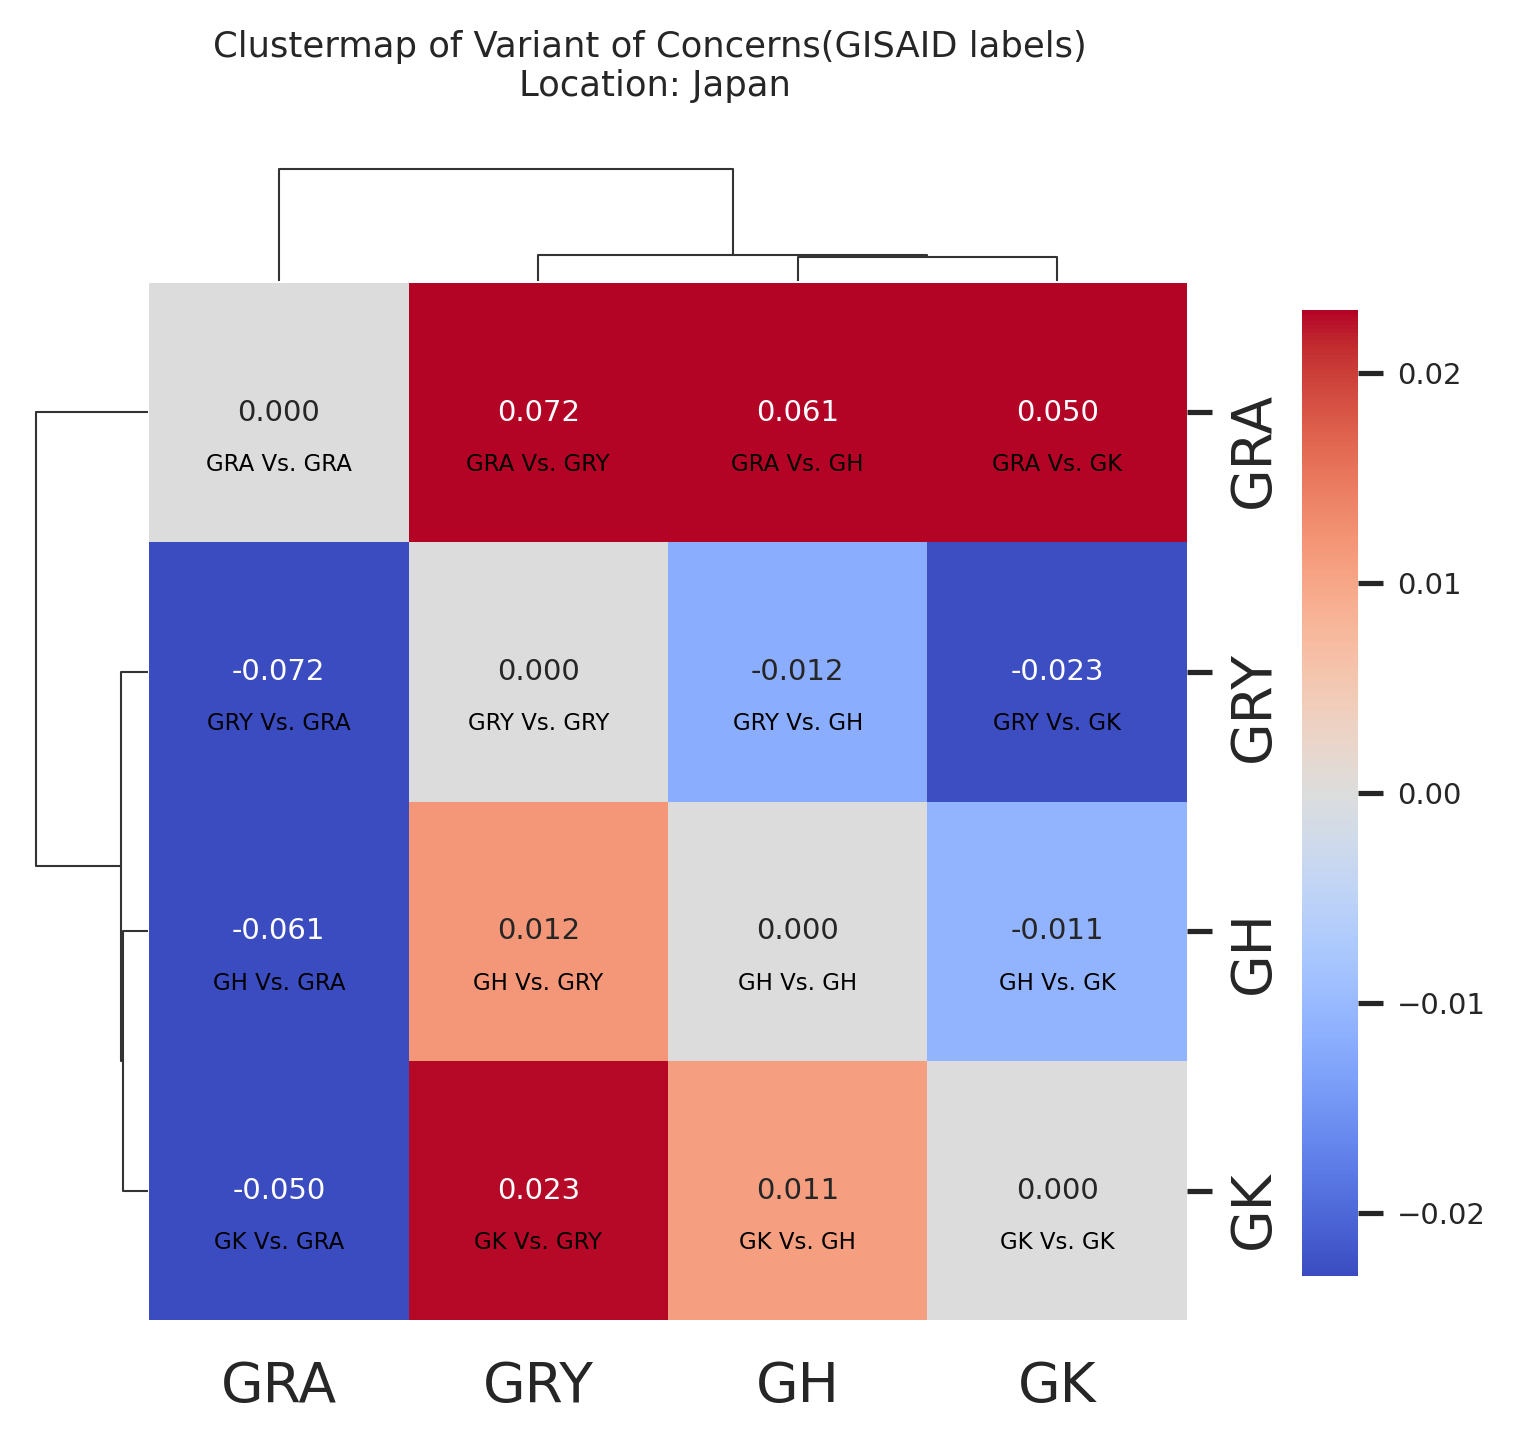 Clustermap of Variant of Concerns(GISAID labels)
Location: Japan
0.000
0.072
0.061
0.050
GRA Vs. GRA
GRA Vs. GRY
GRA Vs. GH
GRA Vs. GK
GRA
-0.072
0.000
-0.012
-0.023
GRY Vs. GRA
GRY Vs. GRY
GRY Vs. GH
GRY Vs. GK
GRY
-0.061
0.012
0.000
-0.011
GH Vs. GRA
GH Vs. GRY
GH Vs. GH
GH Vs. GK
GH
-0.050
0.023
0.011
0.000
GK Vs. GRA
GK Vs. GRY
GK Vs. GH
GK Vs. GK
GK
GRA
GRY
GH
GK
0.02
0.01
0.00
−0.01
−0.02